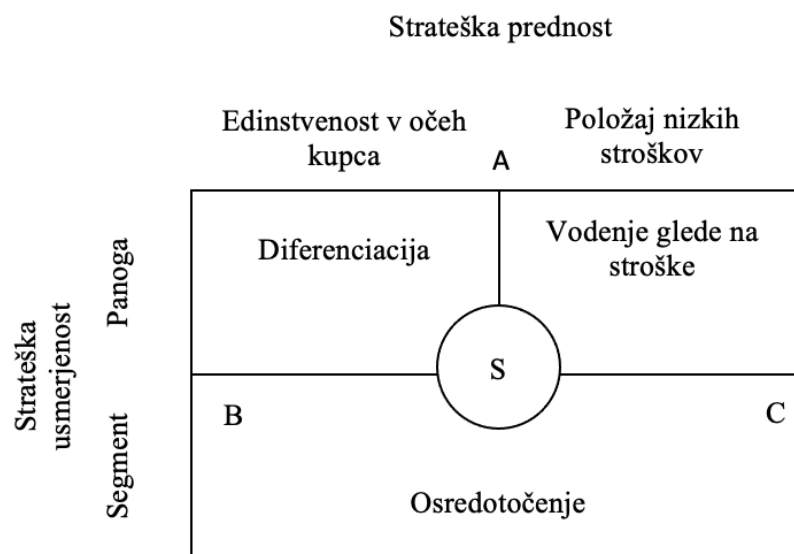 Strateška prednost
Edinstvenost v očeh
kupca
Položaj nizkih
stroškov
A
Diferenciacija
Vodenje glede na
stroške
Strateška
usmerjenost
Panoga
Segment
S
B
C
Osredotočenje